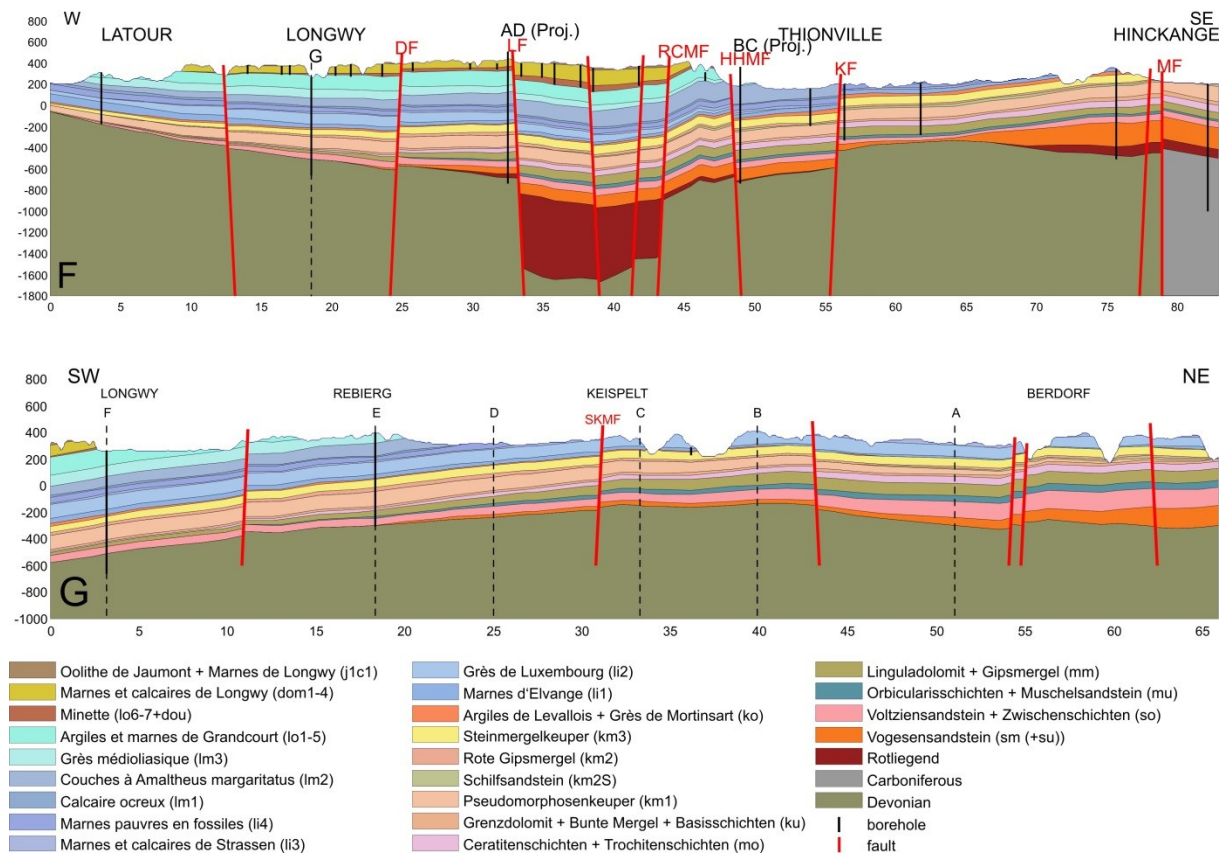 W
SE
LATOUR
LONGWY
G
DF
AD (Proj.)
LF
RCMF
HHMF
BC (Proj.)
THIONVILLE
KF
HINCKANGE
MF
800
600
400
200
0
-200
-400
-600
-800
-1000
-1200
-1400
-1600
-1800
F
0 5 10 15 20 25 30 35 40 45 50 55 60 65 70 75 80
SW
NE
LONGWY REBIERG KEISPELT BERDORF
F E D SKMF C B A
800
600
400
200
0
-200
-400
-600
-800
-1000
G
0 5 10 15 20 25 30 35 40 45 50 55 60 65
Oolithe de Jaumont + Marnes de Longwy (j1c1)
Marnes et calcaires de Longwy (dom1-4)
Minette (lo6-7+dou)
Argiles et marnes de Grandcourt (lo1-5)
Grès médioliasique (lm3)
Couches à Amaltheus margaritatus (lm2)
Calcaire ocreux (lm1)
Marnes pauvres en fossiles (li4)
Marnes et calcaires de Strassen (li3)
Grès de Luxembourg (li2)
Marnes d'Elvange (li1)
Argiles de Levallois + Grès de Mortinsart (ko)
Steinmergelkeuper (km3)
Rote Gipsmergel (km2)
Schilfsandstein (km2S)
Pseudomorphosenkeuper (km1)
Grenzdolomit + Bunte Mergel + Basisschichten (ku)
Ceratitenschichten + Trochitenschichten (mo)
Linguladolomit + Gipsmergel (mm)
Orbicularisschichten + Muschelsandstein (mu)
Voltziensandstein + Zwischenschichten (so)
Vogesensandstein (sm (+su))
Rotliegend
Carboniferous
Devonian
borehole
fault